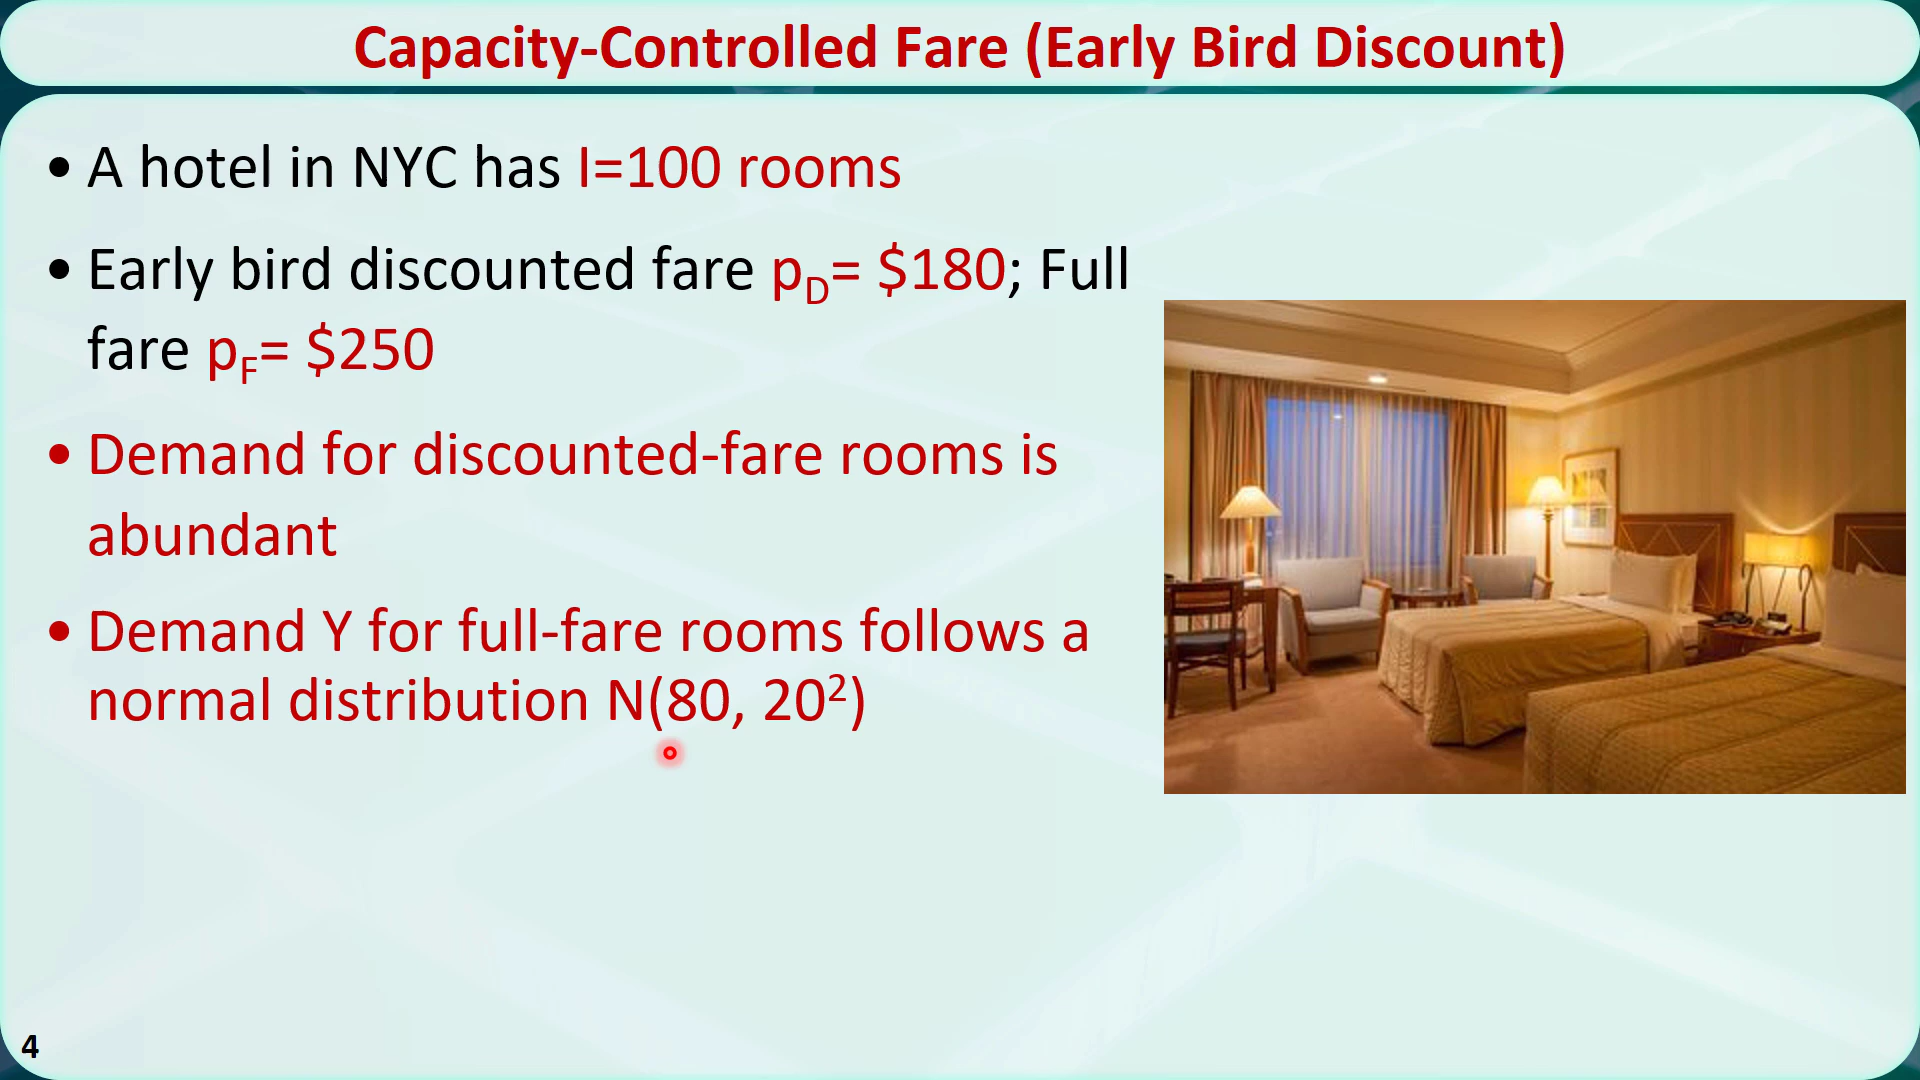 Capacity-Controlled Fare (Early Bird Discount)
• A hotel in NYC has I=100 rooms
• Early bird discounted fare p_D= $180; Full
fare p_F= $250
• Demand for discounted-fare rooms is
abundant
• Demand Y for full-fare rooms follows a
normal distribution N(80, 20²)
4